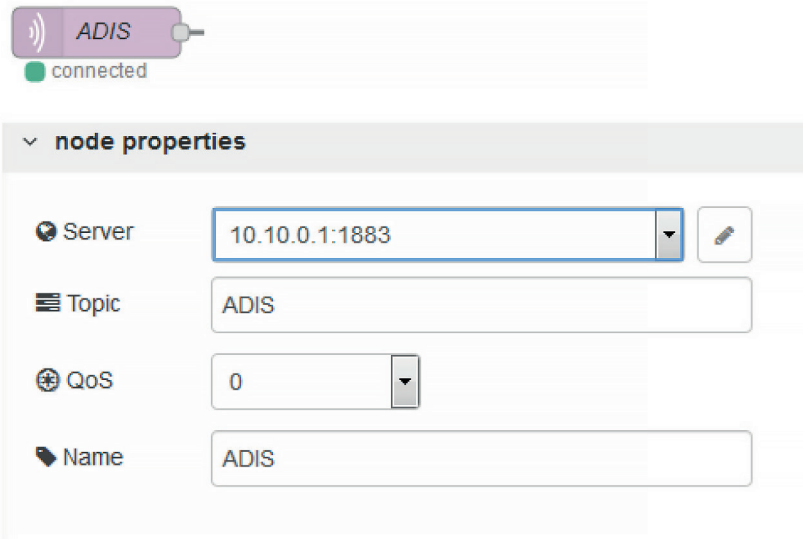 ADIS
connected
node properties
Server 10.10.0.1:1883
Topic ADIS
QoS 0
Name ADIS